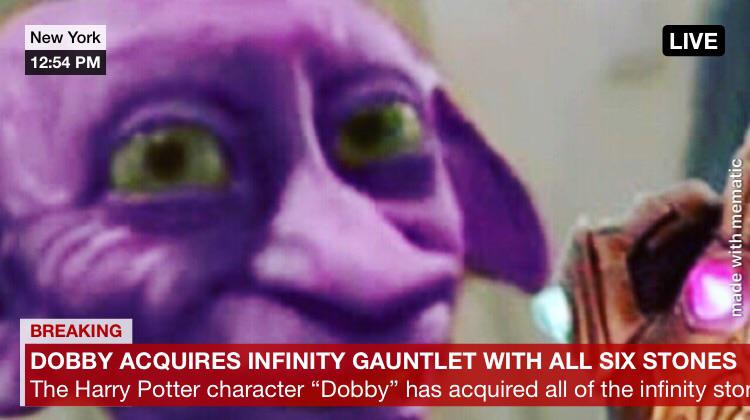 New York
12:54 PM
LIVE
made with mematic
BREAKING
DOBBY ACQUIRES INFINITY GAUNTLET WITH ALL SIX STONES
The Harry Potter character “Dobby” has acquired all of the infinity stor